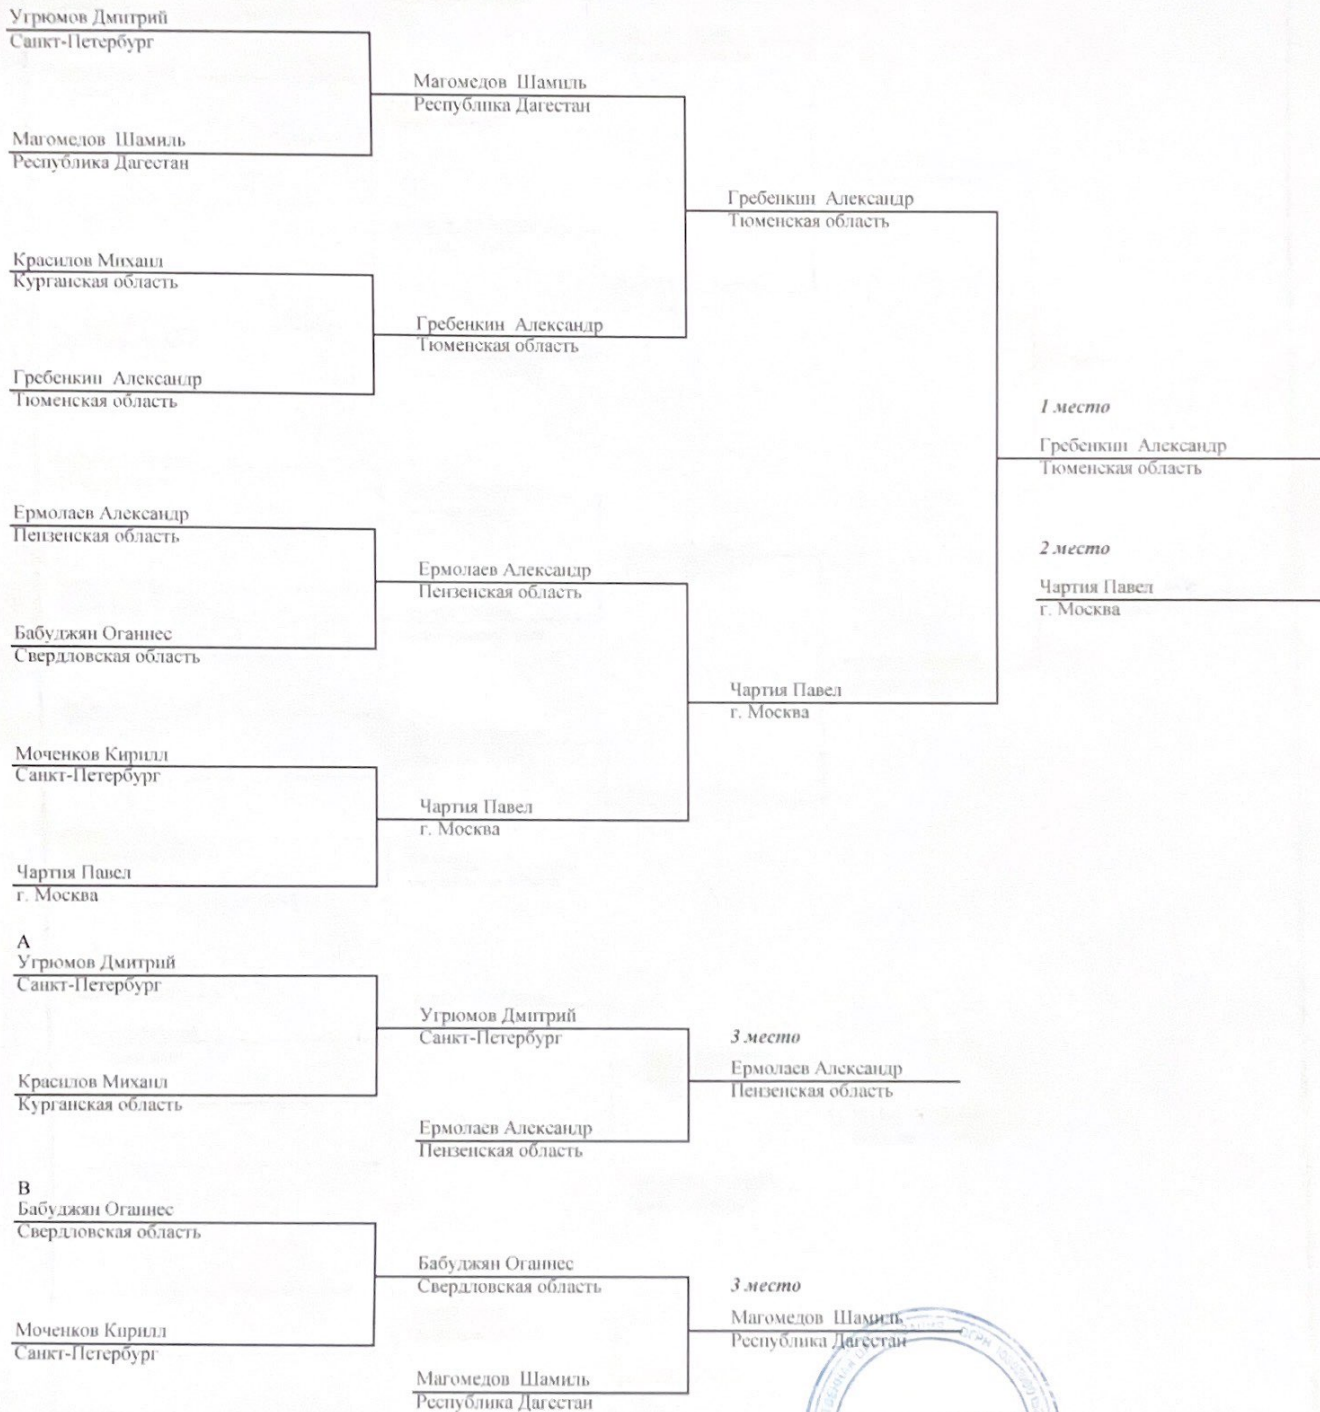 Угрюмов Дмитрий
Санкт-Петербург
Магомедов Шамиль
Республика Дагестан
Магомедов Шамиль
Республика Дагестан
Гребенкин Александр
Тюменская область
Красилов Михаил
Курганская область
Гребенкин Александр
Тюменская область
Гребенкин Александр
Тюменская область
1 место
Гребенкин Александр
Тюменская область
Ермолаев Александр
Пензенская область
2 место
Чартия Павел
г. Москва
Ермолаев Александр
Пензенская область
Бабуджян Оганнес
Свердловская область
Чартия Павел
г. Москва
Моченков Кирилл
Санкт-Петербург
Чартия Павел
г. Москва
Чартия Павел
г. Москва
А
Угрюмов Дмитрий
Санкт-Петербург
Угрюмов Дмитрий
Санкт-Петербург
3 место
Ермолаев Александр
Пензенская область
Красилов Михаил
Курганская область
Ермолаев Александр
Пензенская область
В
Бабуджян Оганнес
Свердловская область
Бабуджян Оганнес
Свердловская область
3 место
Магомедов Шамиль
Республика Дагестан
Моченков Кирилл
Санкт-Петербург
Магомедов Шамиль
Республика Дагестан
ОГРН